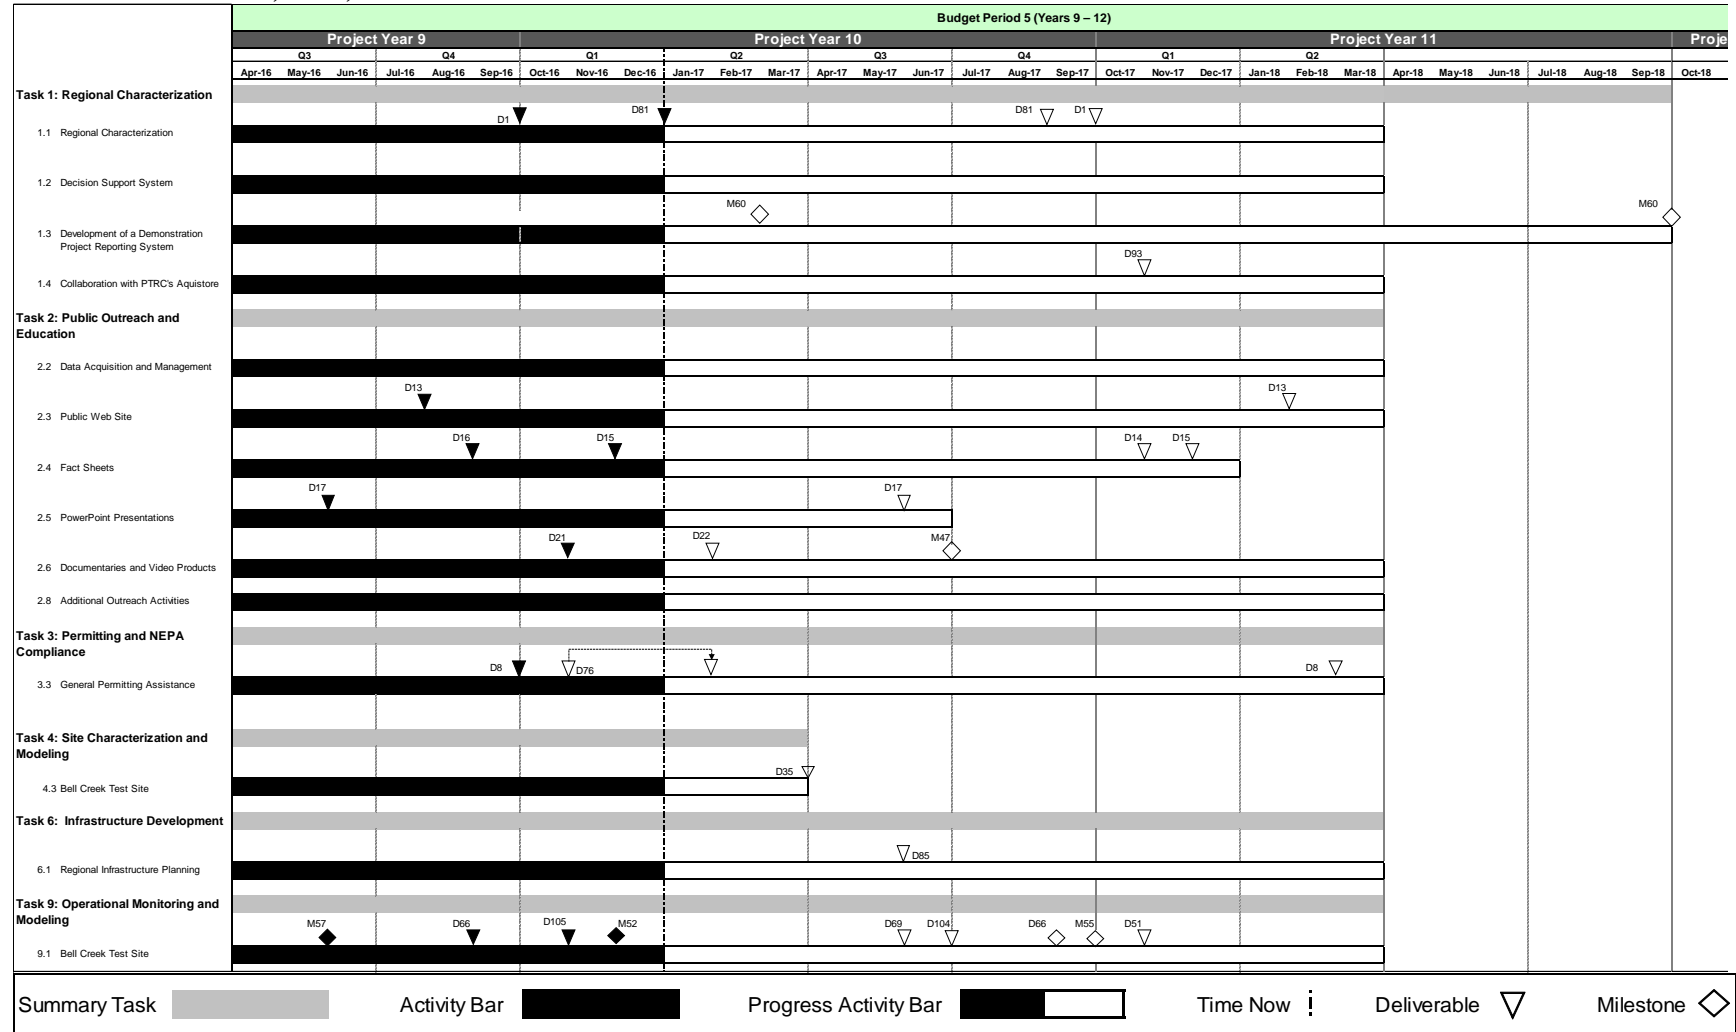 Budget Period 5 (Years 9 – 12)
Project Year 9 Project Year 10 Project Year 11 Proje
Q3 Q4 Q1 Q2 Q3 Q4 Q1 Q2
Apr-16 May-16 Jun-16 Jul-16 Aug-16 Sep-16 Oct-16 Nov-16 Dec-16 Jan-17 Feb-17 Mar-17 Apr-17 May-17 Jun-17 Jul-17 Aug-17 Sep-17 Oct-17 Nov-17 Dec-17 Jan-18 Feb-18 Mar-18 Apr-18 May-18 Jun-18 Jul-18 Aug-18 Sep-18 Oct-18
Task 1: Regional Characterization
D1 D81 D81 D1
1.1 Regional Characterization
1.2 Decision Support System
M60 M60
1.3 Development of a Demonstration
Project Reporting System
D93
1.4 Collaboration with PTRC's Aquistore
Task 2: Public Outreach and
Education
2.2 Data Acquisition and Management
D13 D13
2.3 Public Web Site
D16 D15 D14 D15
2.4 Fact Sheets
D17 D17
2.5 PowerPoint Presentations
D21 D22 M47
2.6 Documentaries and Video Products
2.8 Additional Outreach Activities
Task 3: Permitting and NEPA
Compliance
D8 D76 D8
3.3 General Permitting Assistance
Task 4: Site Characterization and
Modeling
D35
4.3 Bell Creek Test Site
Task 6: Infrastructure Development
D85
6.1 Regional Infrastructure Planning
Task 9: Operational Monitoring and
Modeling
M57 D66 D105 M52 D69 D104 D66 M55 D51
9.1 Bell Creek Test Site
Summary Task Activity Bar Progress Activity Bar Time Now Deliverable Milestone